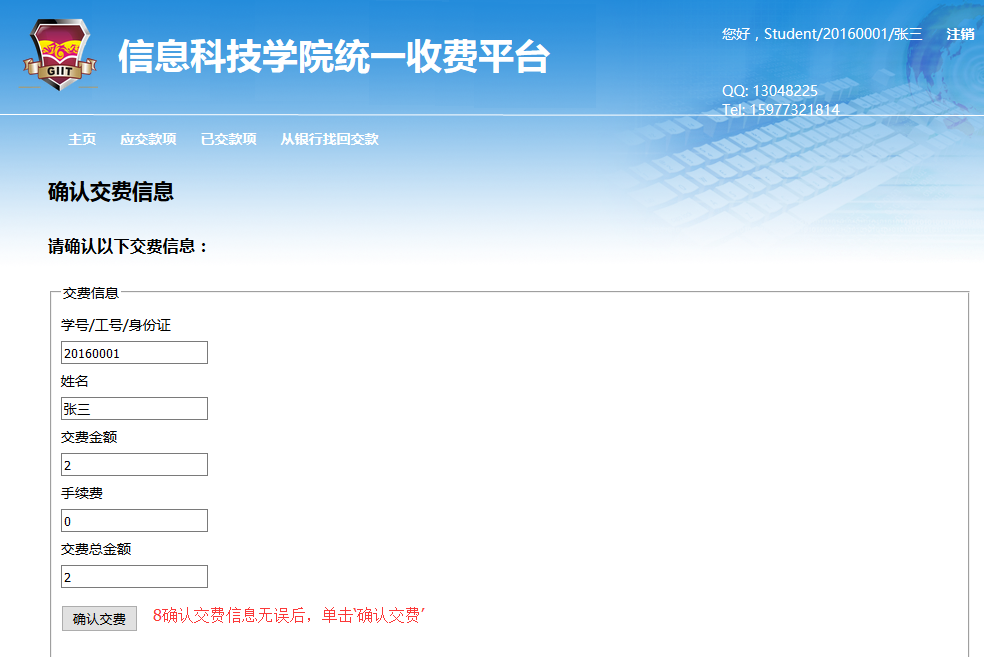 GIIT
信息科技学院统一收费平台
您好，Student/20160001/张三 注销
QQ: 13048225
Tel: 15977321814
主页 应交款项 已交款项 从银行找回交款
确认交费信息
请确认以下交费信息：
交费信息
学号/工号/身份证
20160001
姓名
张三
交费金额
2
手续费
0
交费总金额
2
确认交费 8确认交费信息无误后，单击‘确认交费’